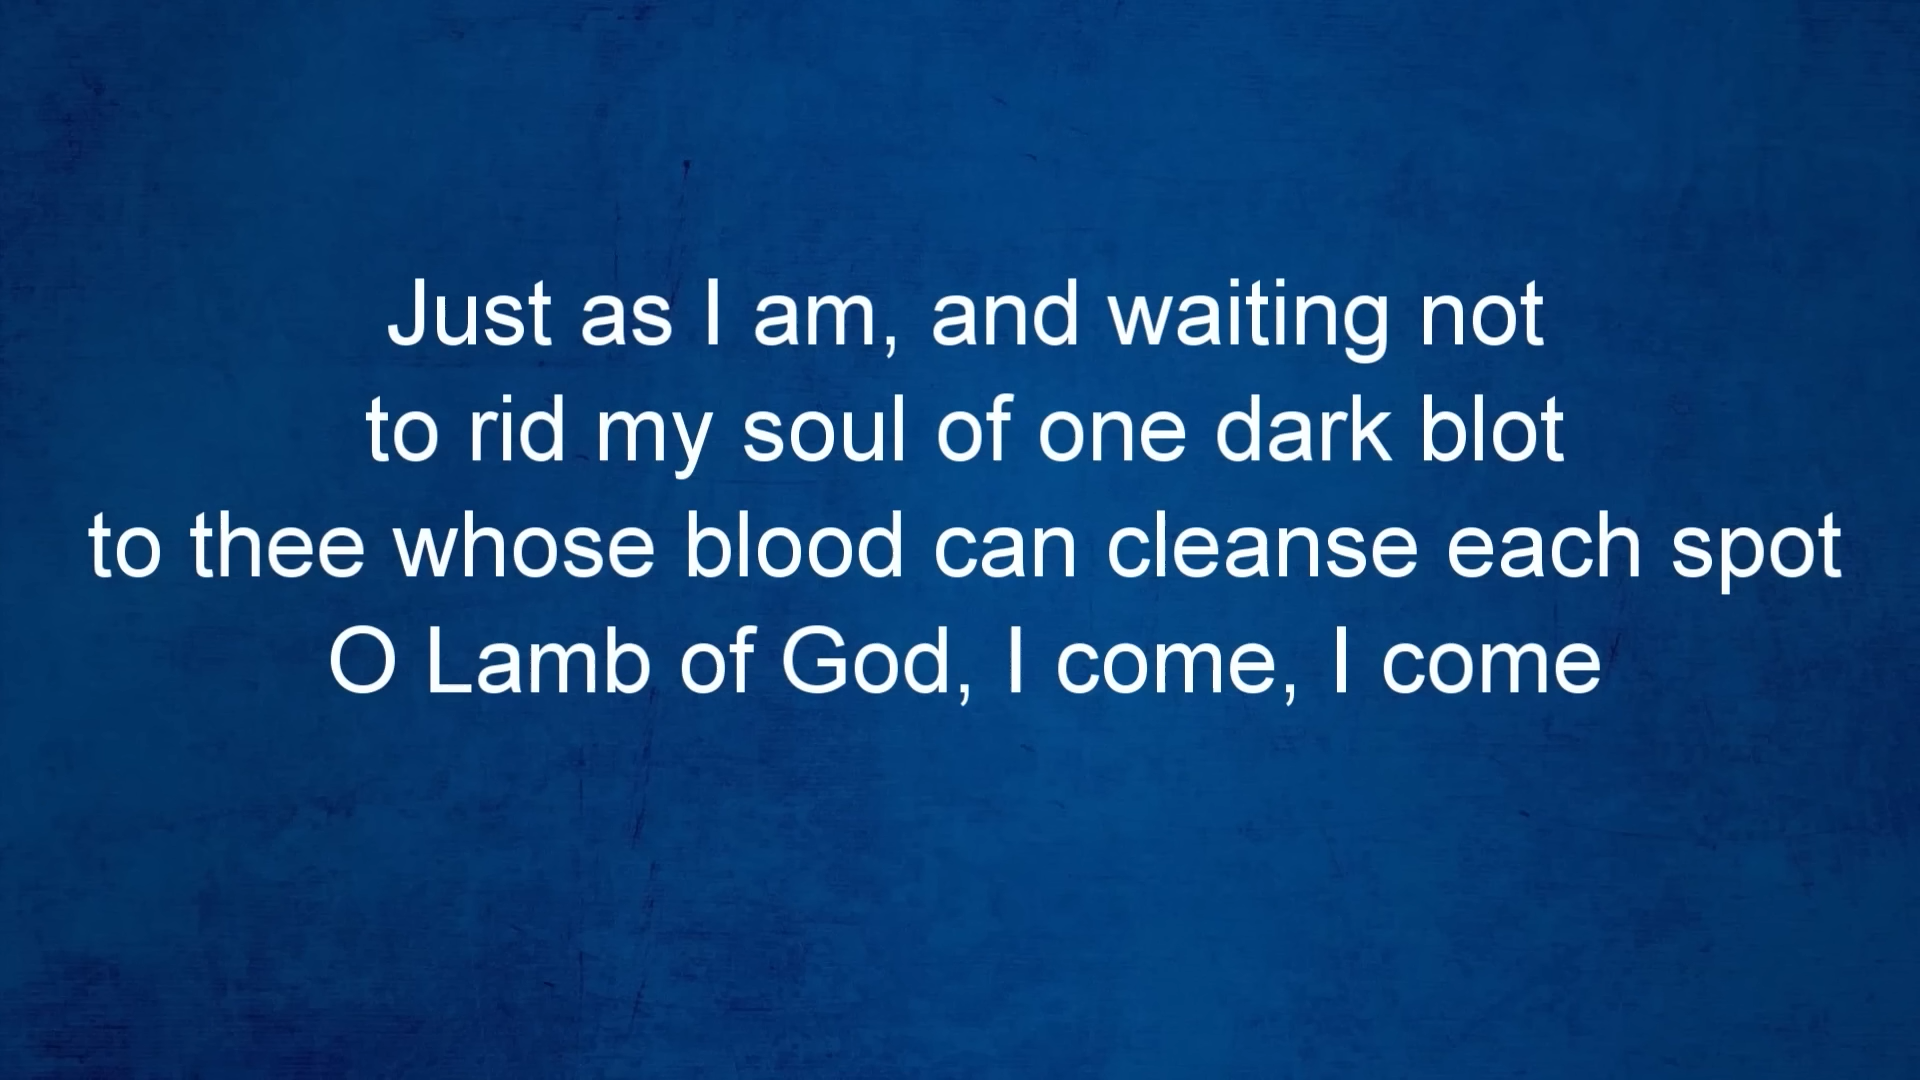 Just as I am, and waiting not
to rid my soul of one dark blot
to thee whose blood can cleanse each spot
O Lamb of God, I come, I come